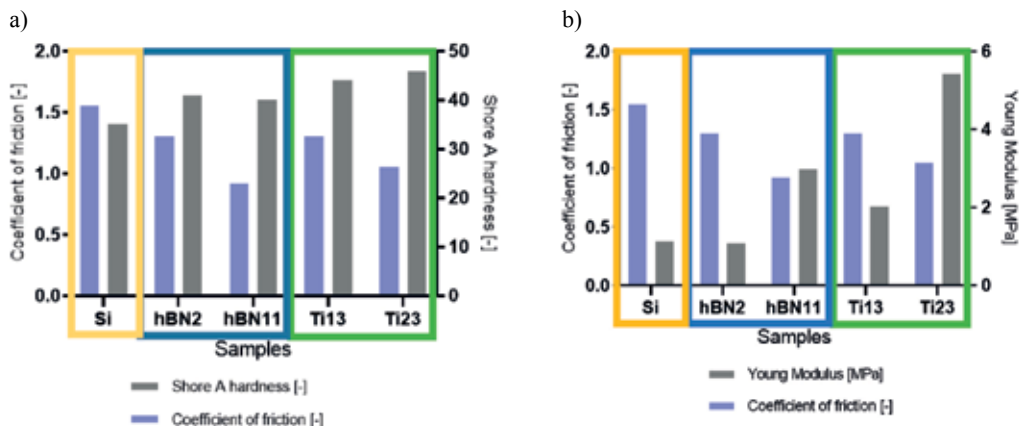 a)
Coefficient of friction [-]
2.0
1.5
1.0
0.5
0.0
50
40
30
20
10
0
Shore A hardness [-]
Si
hBN2
hBN11
Ti13
Ti23
Samples
Shore A hardness [-]
Coefficient of friction [-]
b)
Coefficient of friction [-]
2.0
1.5
1.0
0.5
0.0
6
4
2
0
Young Modulus [MPa]
Si
hBN2
hBN11
Ti13
Ti23
Samples
Young Modulus [MPa]
Coefficient of friction [-]